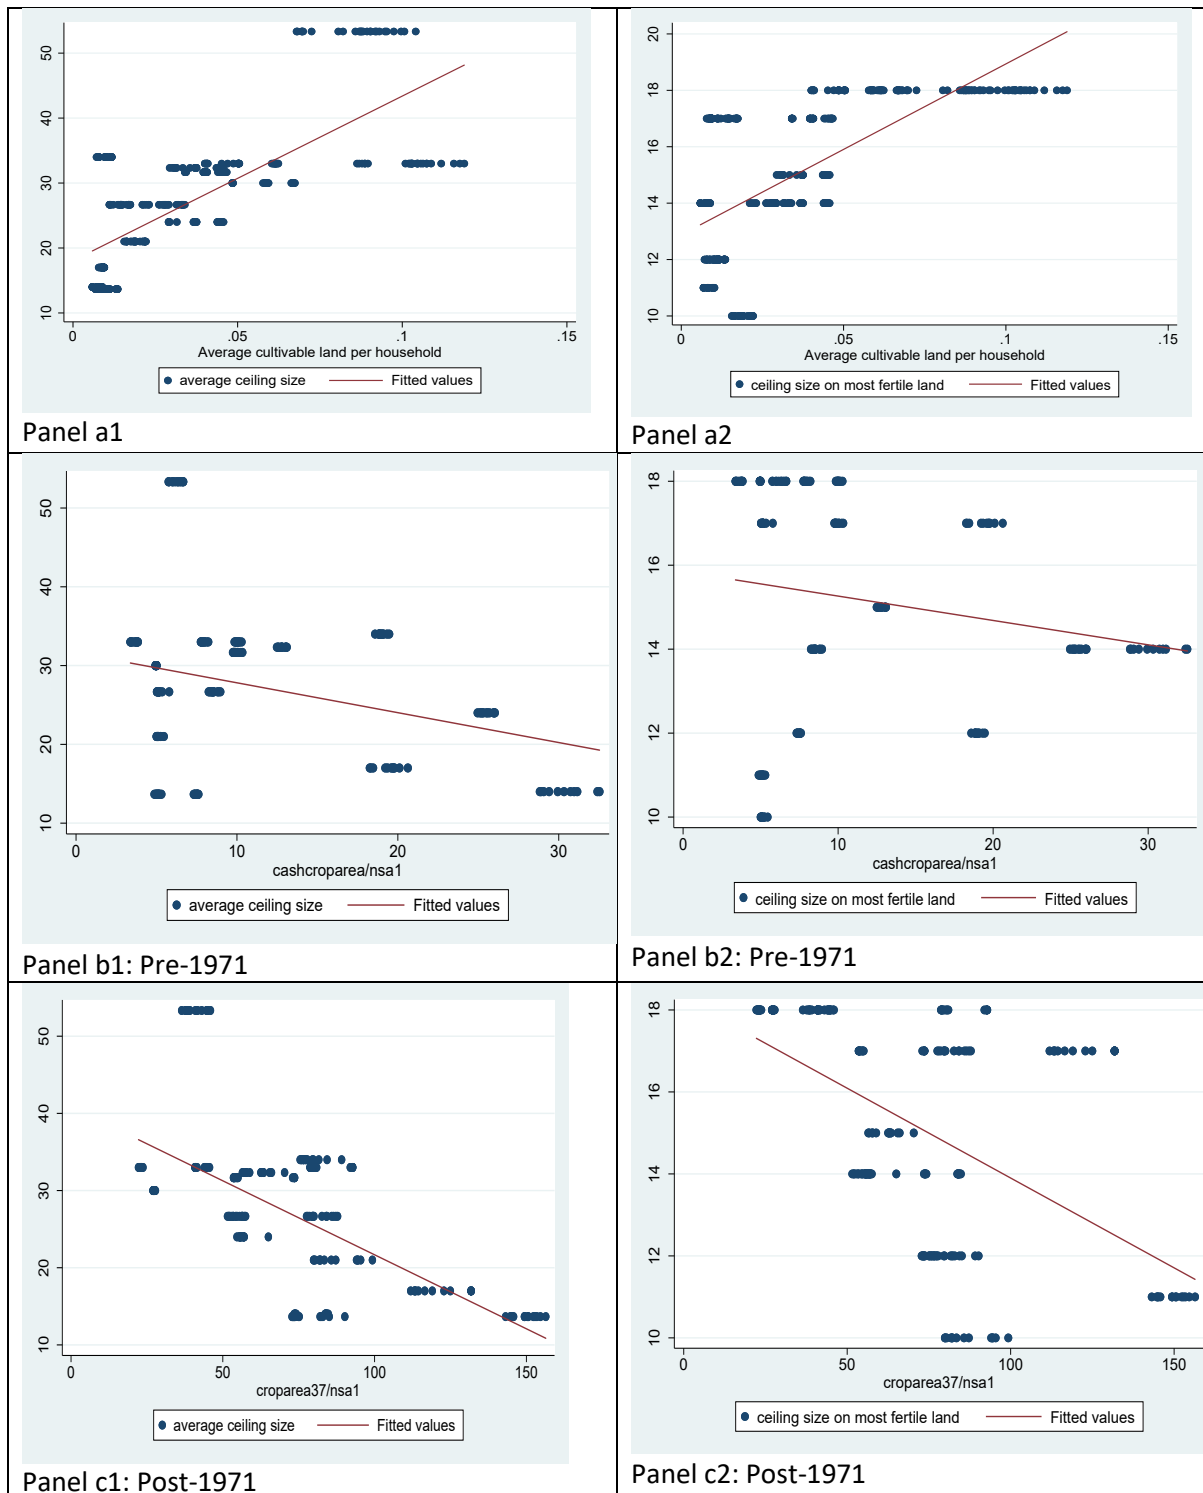 50
40
30
20
10
0 .05 .1 .15
Average cultivable land per household
average ceiling size Fitted values
Panel a1
20
18
16
14
12
10
0 .05 .1 .15
Average cultivable land per household
ceiling size on most fertile land Fitted values
Panel a2
50
40
30
20
10
0 10 20 30
cashcroparea/nsa1
average ceiling size Fitted values
Panel b1: Pre-1971
18
16
14
12
10
0 10 20 30
cashcroparea/nsa1
ceiling size on most fertile land Fitted values
Panel b2: Pre-1971
50
40
30
20
10
0 50 100 150
croparea37/nsa1
average ceiling size Fitted values
Panel c1: Post-1971
18
16
14
12
10
0 50 100 150
croparea37/nsa1
ceiling size on most fertile land Fitted values
Panel c2: Post-1971